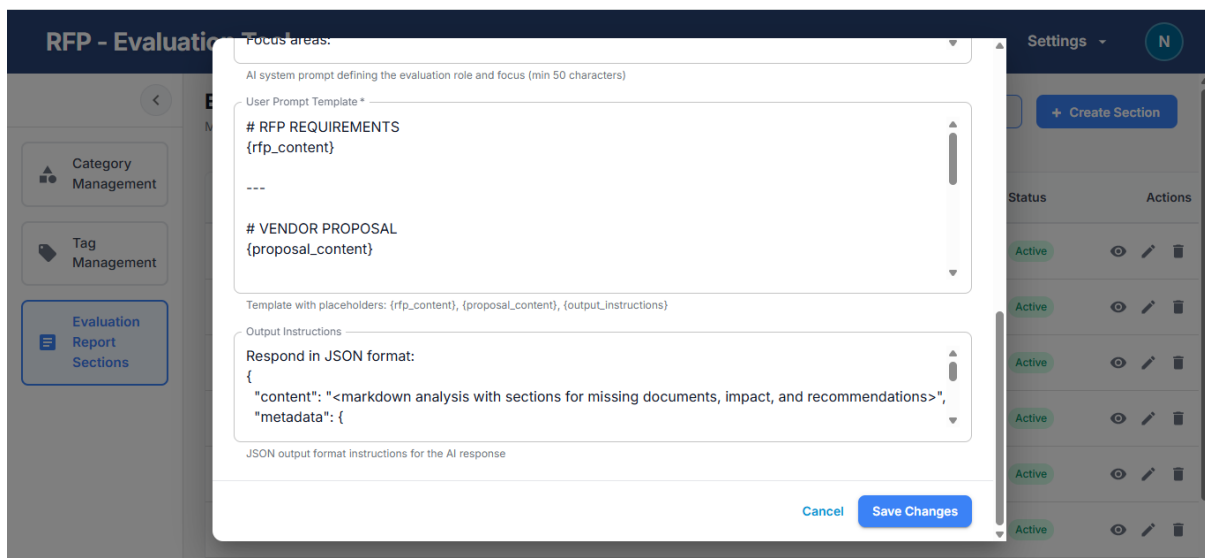 RFP - Evaluatio
Settings
N
Focus areas:
AI system prompt defining the evaluation role and focus (min 50 characters)
+ Create Section
User Prompt Template *
# RFP REQUIREMENTS
{rfp_content}
---
# VENDOR PROPOSAL
{proposal_content}
Template with placeholders: {rfp_content}, {proposal_content}, {output_instructions}
Category
Management
Tag
Management
Evaluation
Report
Sections
Output Instructions
Respond in JSON format:
{
"content": "<markdown analysis with sections for missing documents, impact, and recommendations>",
"metadata": {
JSON output format instructions for the AI response
Cancel
Save Changes
Status
Actions
Active
Active
Active
Active
Active
Active